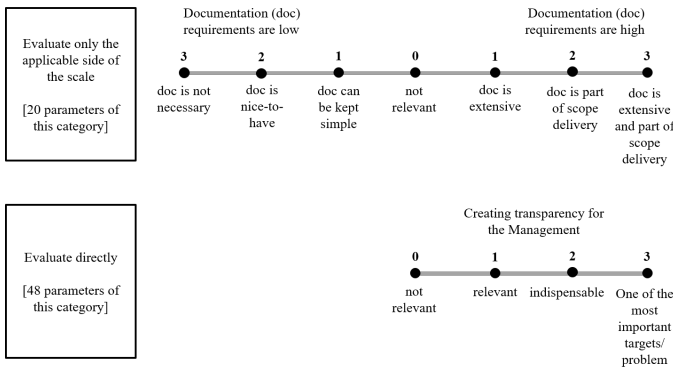 Evaluate only the
applicable side of
the scale
[20 parameters of
this category]
Documentation (doc)
requirements are low
Documentation (doc)
requirements are high
3
2
1
0
1
2
3
doc is not
necessary
doc is
nice-to-
have
doc can
be kept
simple
not
relevant
doc is
extensive
doc is part
of scope
delivery
doc is
extensive
and part of
scope
delivery
Evaluate directly
[48 parameters of
this category]
Creating transparency for
the Management
0
1
2
3
not
relevant
relevant
indispensable
One of the
most
important
targets/
problem